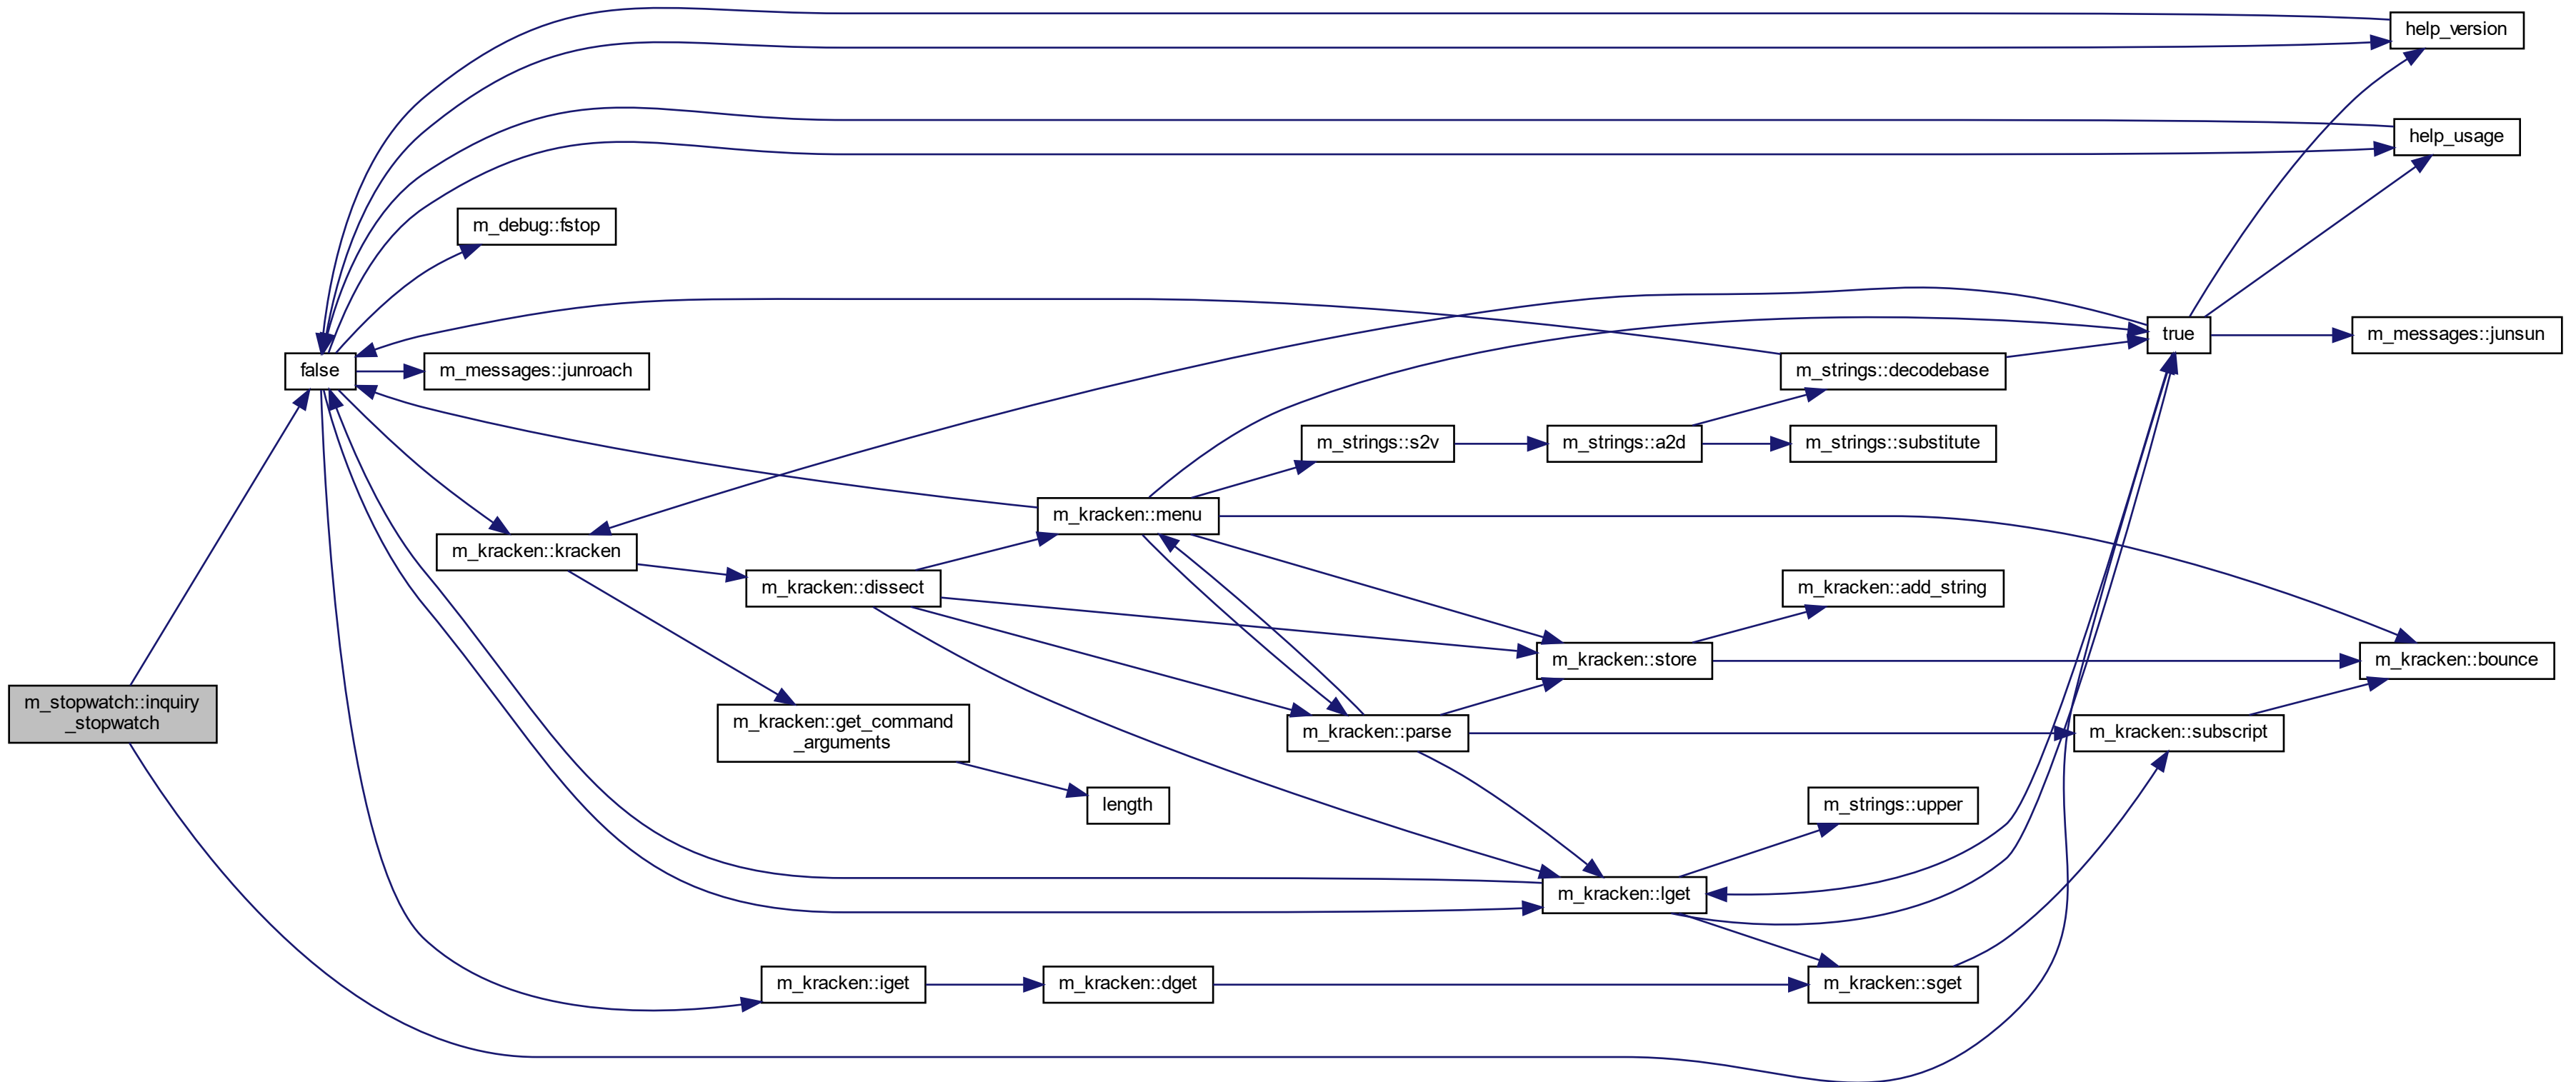 help_version
help_usage
m_debug::fstop
true
m_messages::junsun
false
m_messages::junroach
m_strings::decodebase
m_strings::s2v
m_strings::a2d
m_strings::substitute
m_kracken::menu
m_kracken::kracken
m_kracken::dissect
m_kracken::add_string
m_kracken::store
m_kracken::bounce
m_stopwatch::inquiry
_stopwatch
m_kracken::get_command
_arguments
m_kracken::parse
m_kracken::subscript
length
m_strings::upper
m_kracken::lget
m_kracken::iget
m_kracken::dget
m_kracken::sget